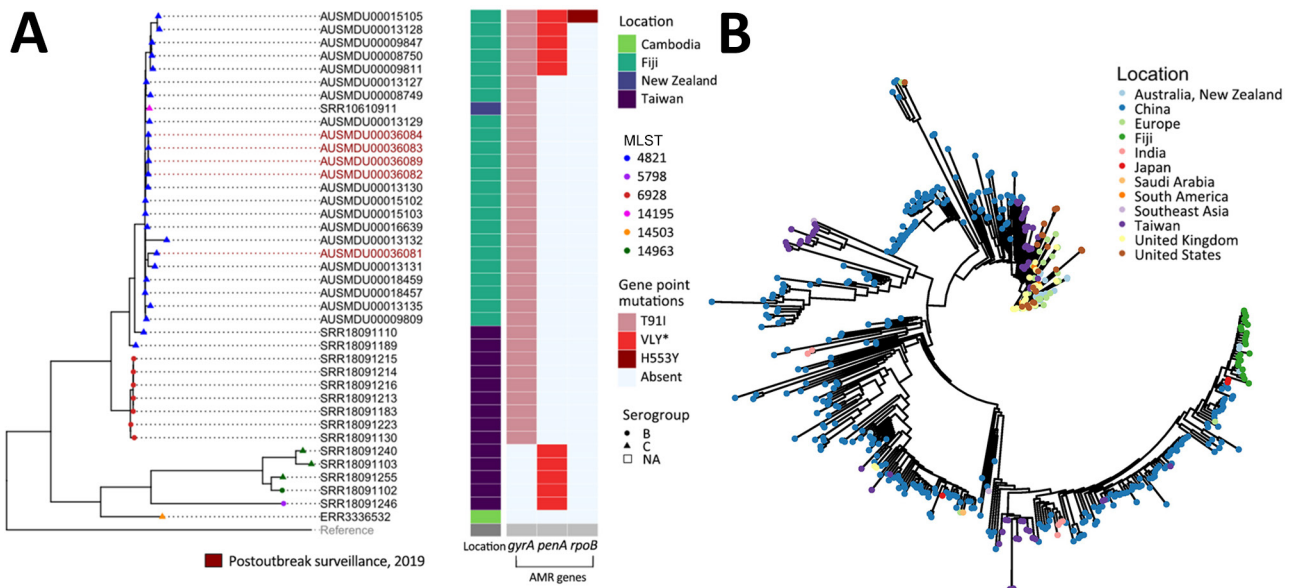 A
AUSMDU00015105
AUSMDU00013128
AUSMDU00009847
AUSMDU00008750
AUSMDU00009811
AUSMDU00013127
AUSMDU00008749
SRR10610911
AUSMDU00013129
AUSMDU00036084
AUSMDU00036083
AUSMDU00036089
AUSMDU00036082
AUSMDU00013130
AUSMDU00015102
AUSMDU00015103
AUSMDU00016639
AUSMDU00013132
AUSMDU00036081
AUSMDU00013131
AUSMDU00018459
AUSMDU00018457
AUSMDU00013135
AUSMDU00009809
SRR18091110
SRR18091189
SRR18091215
SRR18091214
SRR18091216
SRR18091213
SRR18091183
SRR18091223
SRR18091130
SRR18091240
SRR18091103
SRR18091255
SRR18091102
SRR18091246
ERR3336532
Reference
Postoutbreak surveillance, 2019
Location gyrA penA rpoB
AMR genes
Location
Cambodia
Fiji
New Zealand
Taiwan
MLST
4821
5798
6928
14195
14503
14963
Gene point
mutations
T91I
VLY*
H553Y
Absent
Serogroup
B
C
NA
B
Location
Australia, New Zealand
China
Europe
Fiji
India
Japan
Saudi Arabia
South America
Southeast Asia
Taiwan
United Kingdom
United States